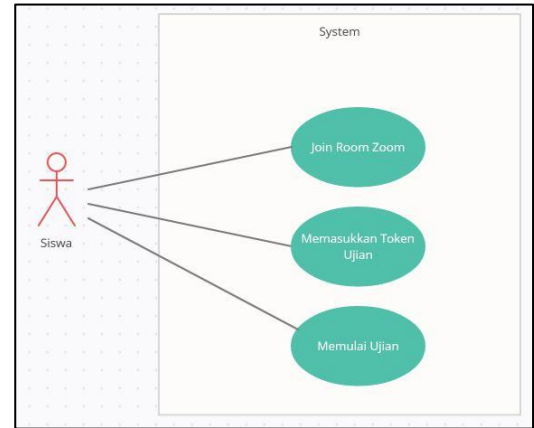 System
Join Room Zoom
Siswa
Memasukkan Token
Ujian
Memulai Ujian